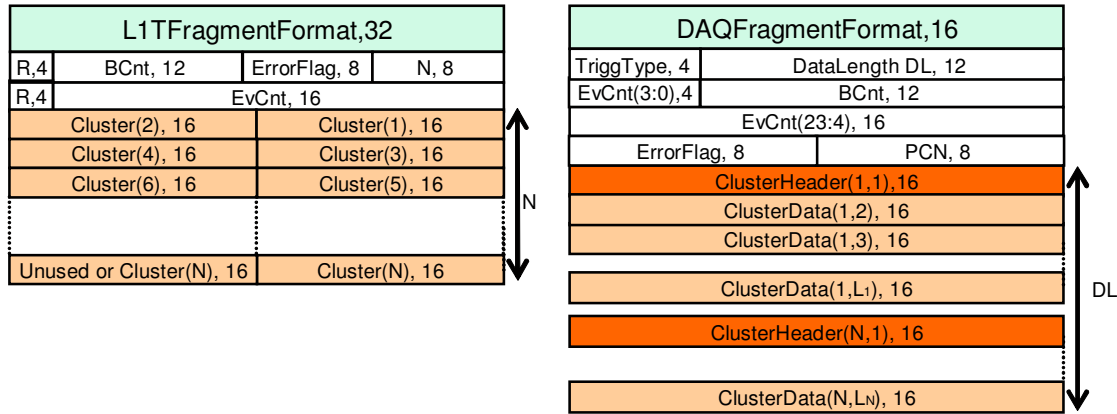 L1TFragmentFormat,32
R,4 BCnt, 12 ErrorFlag, 8 N, 8
R,4 EvCnt, 16
Cluster(2), 16 Cluster(1), 16
Cluster(4), 16 Cluster(3), 16
Cluster(6), 16 Cluster(5), 16
N
Unused or Cluster(N), 16 Cluster(N), 16
DAQFragmentFormat,16
TriggType, 4 DataLength DL, 12
EvCnt(3:0),4 BCnt, 12
EvCnt(23:4), 16
ErrorFlag, 8 PCN, 8
ClusterHeader(1,1),16
ClusterData(1,2), 16
ClusterData(1,3), 16
ClusterData(1,L1), 16
DL
ClusterHeader(N,1), 16
ClusterData(N,LN), 16